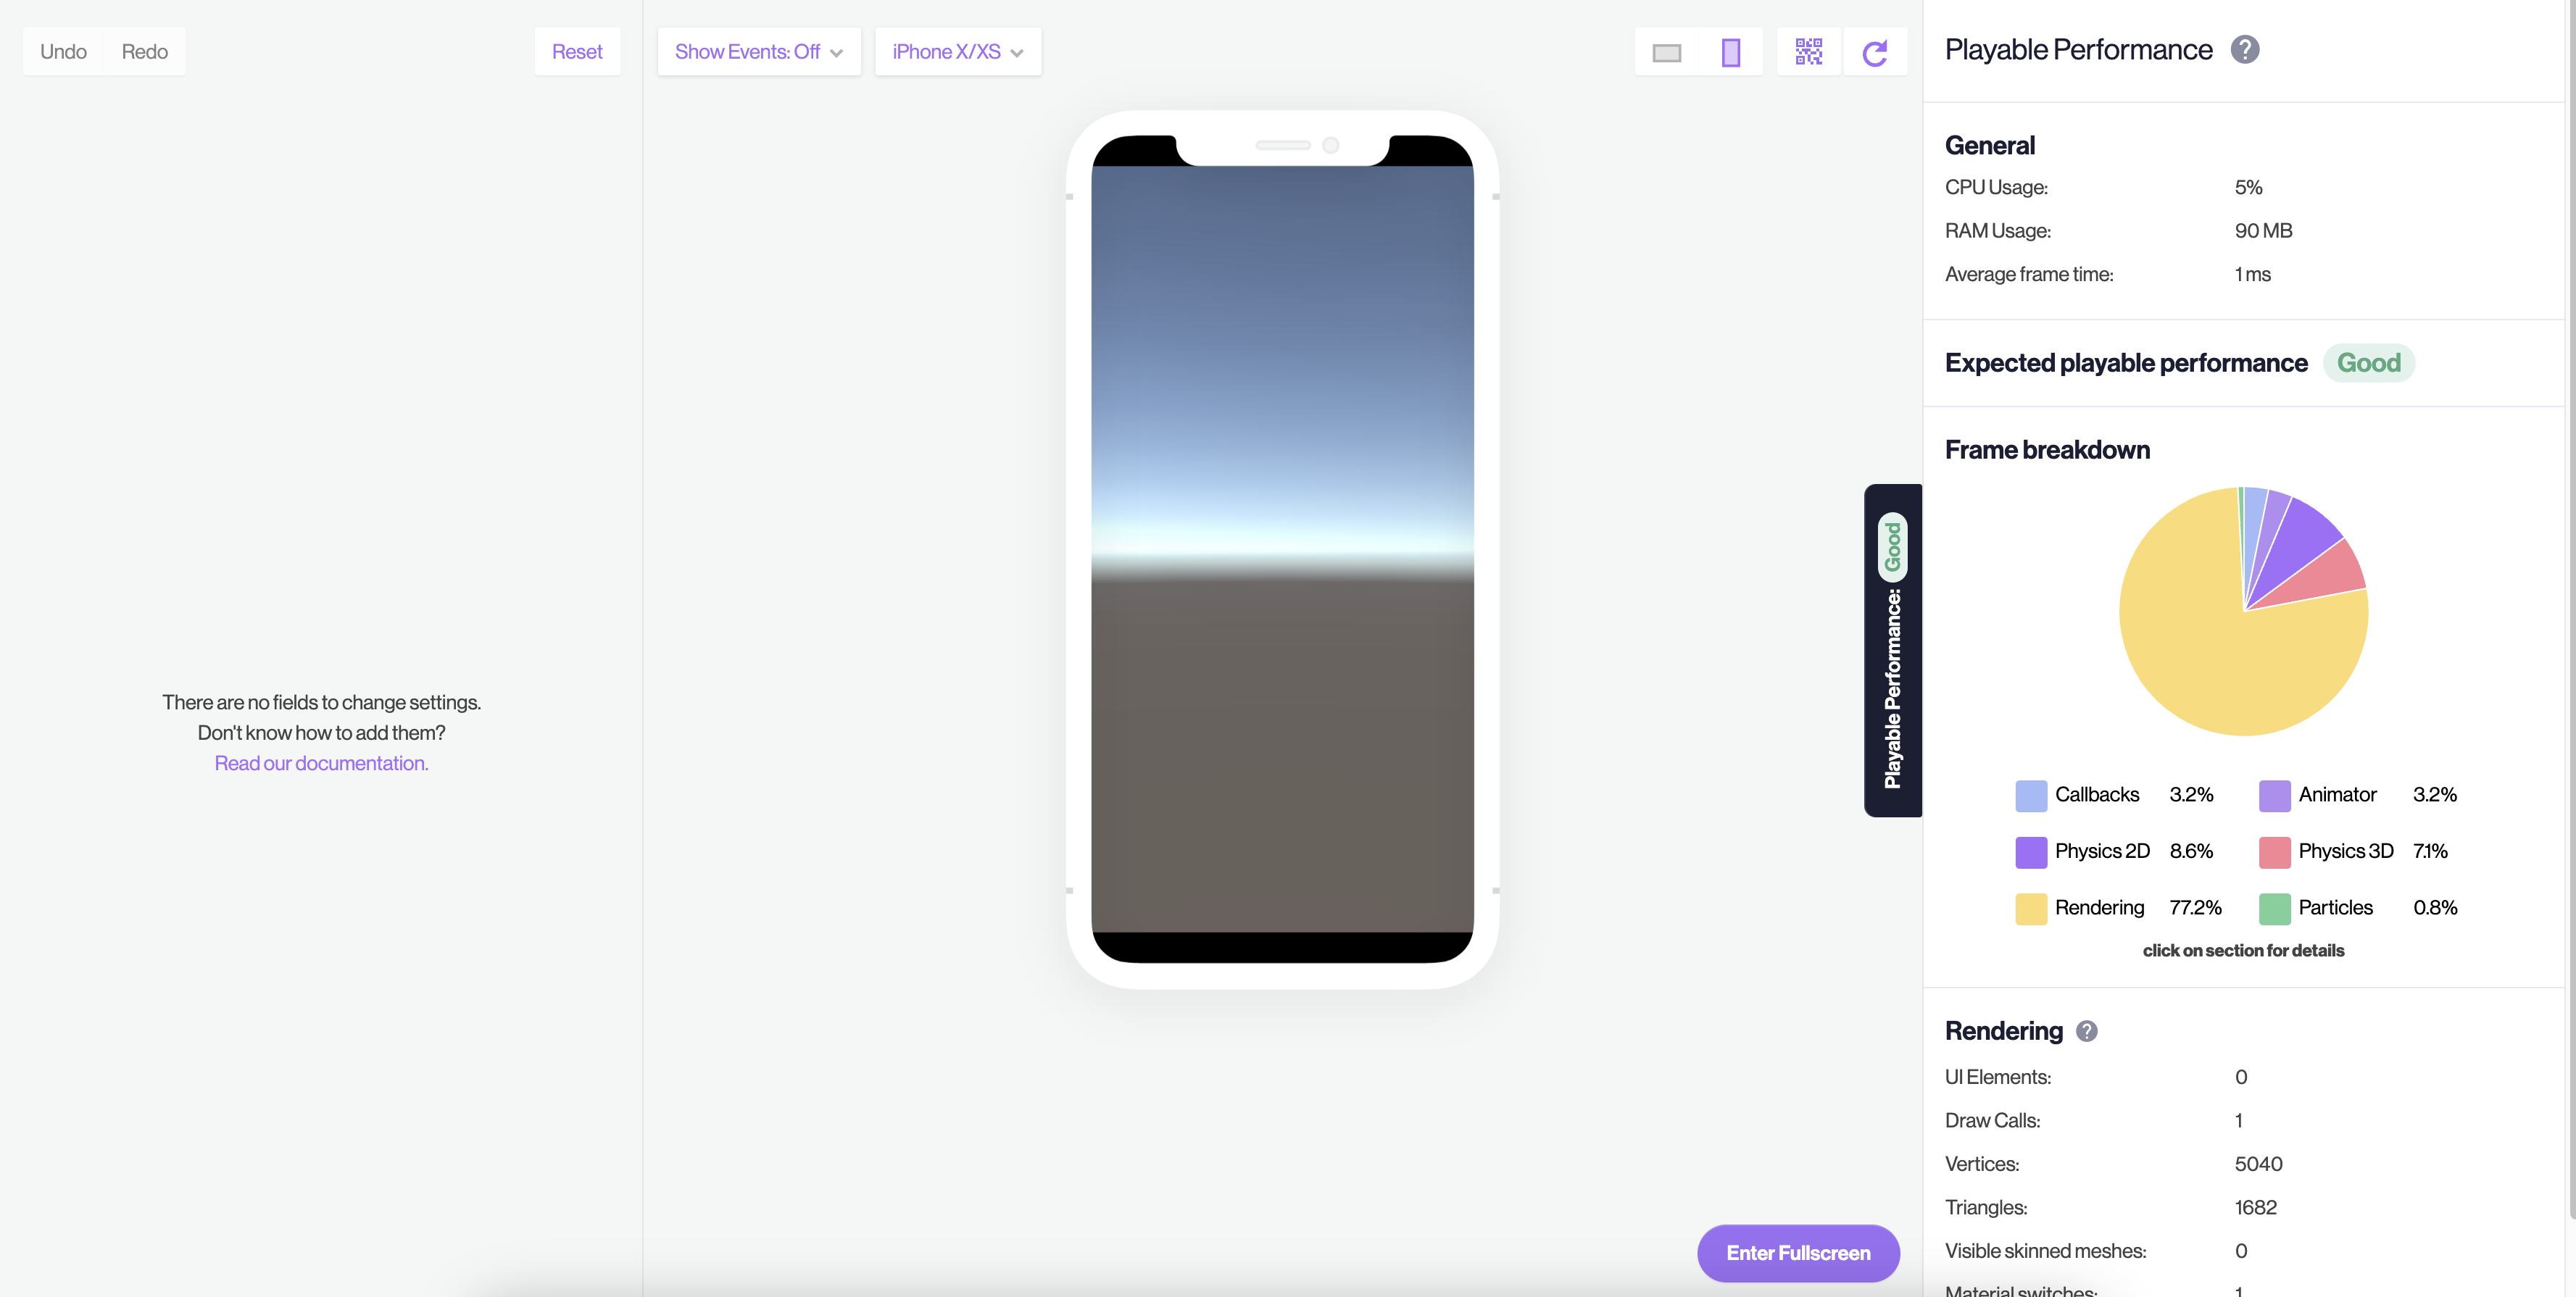 Undo
Redo
Reset
Show Events: Off
iPhone X/XS
Playable Performance: Good
Enter Fullscreen
There are no fields to change settings.
Don't know how to add them?
Read our documentation.
Playable Performance ?
General
CPU Usage: 5%
RAM Usage: 90 MB
Average frame time: 1 ms
Expected playable performance Good
Frame breakdown
Callbacks 3.2% Animator 3.2%
Physics 2D 8.6% Physics 3D 7.1%
Rendering 77.2% Particles 0.8%
click on section for details
Rendering ?
UI Elements: 0
Draw Calls: 1
Vertices: 5040
Triangles: 1682
Visible skinned meshes: 0
Material switches: 1